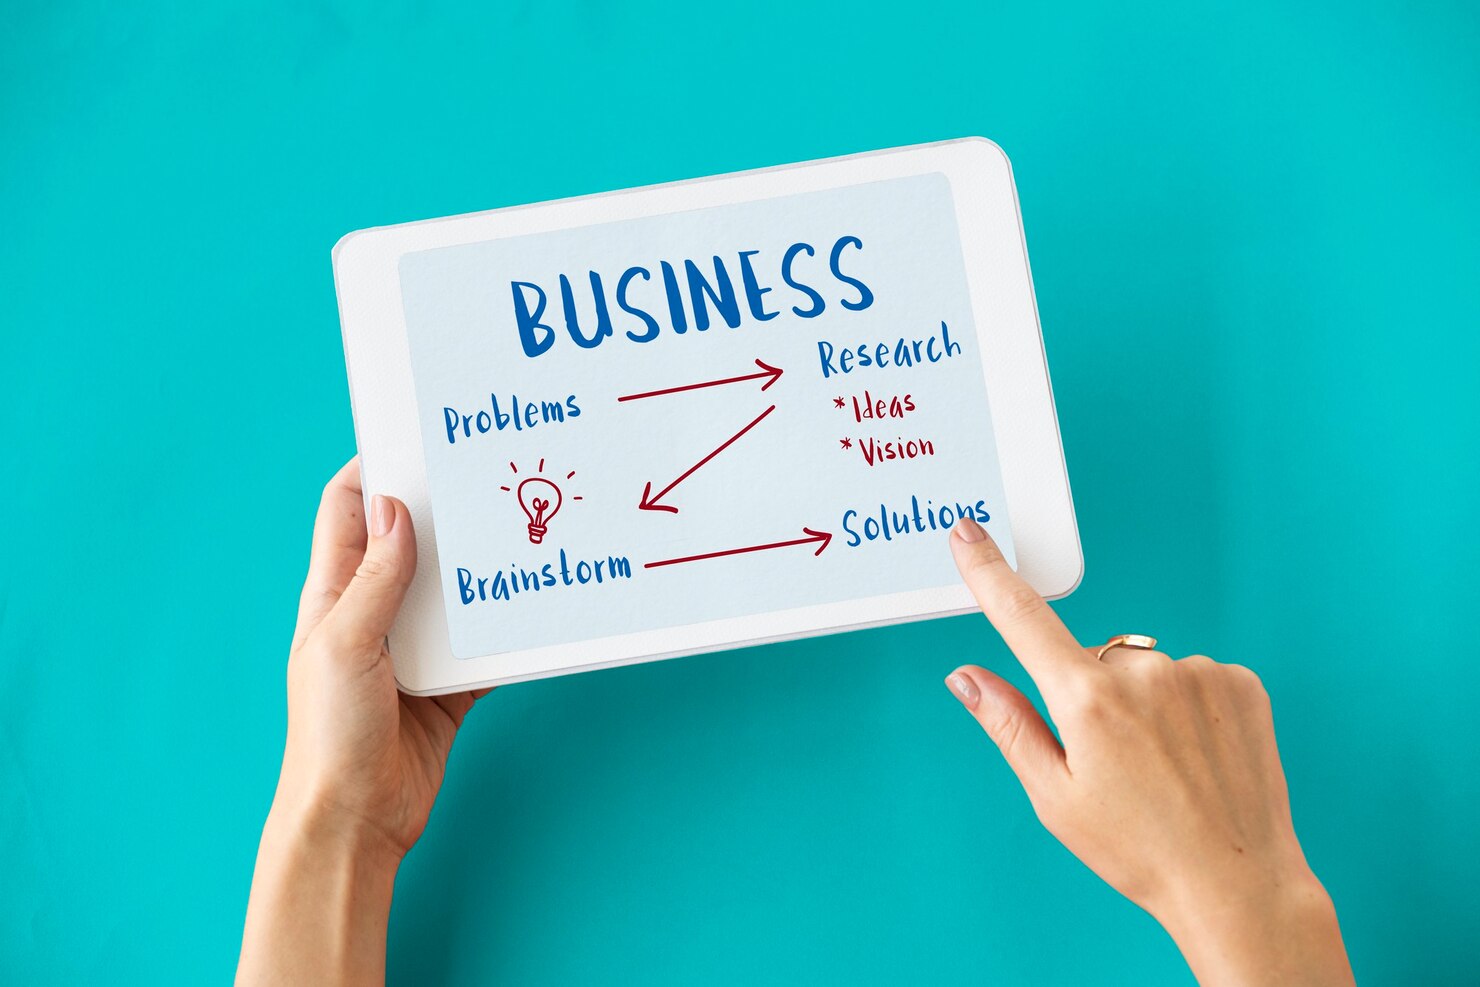 BUSINESS
Problems
Research
*Ideas
*Vision
Brainstorm
Solutions